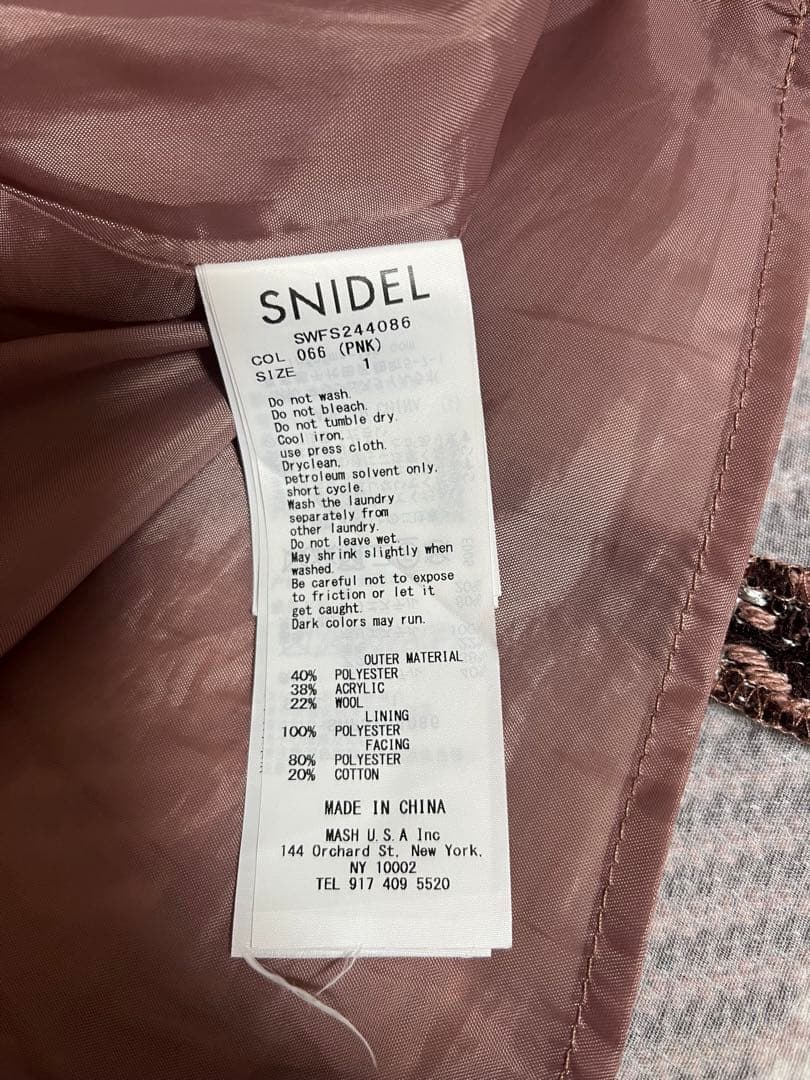 SNIDEL
SWFS244086
COL 066 (PNK)
SIZE 1
Do not wash.
Do not bleach.
Do not tumble dry.
Cool iron,
use press cloth.
Dryclean,
petroleum solvent only.
short cycle.
Wash the laundry
separately from
other laundry.
Do not leave wet.
May shrink slightly when
washed.
Be careful not to expose
to friction or let it
get caught.
Dark colors may run.
OUTER MATERIAL
40% POLYESTER
38% ACRYLIC
22% WOOL
LINING
100% POLYESTER
FACING
80% POLYESTER
20% COTTON
MADE IN CHINA
MASH U.S.A Inc
144 Orchard St, New York,
NY 10002
TEL 917 409 5520